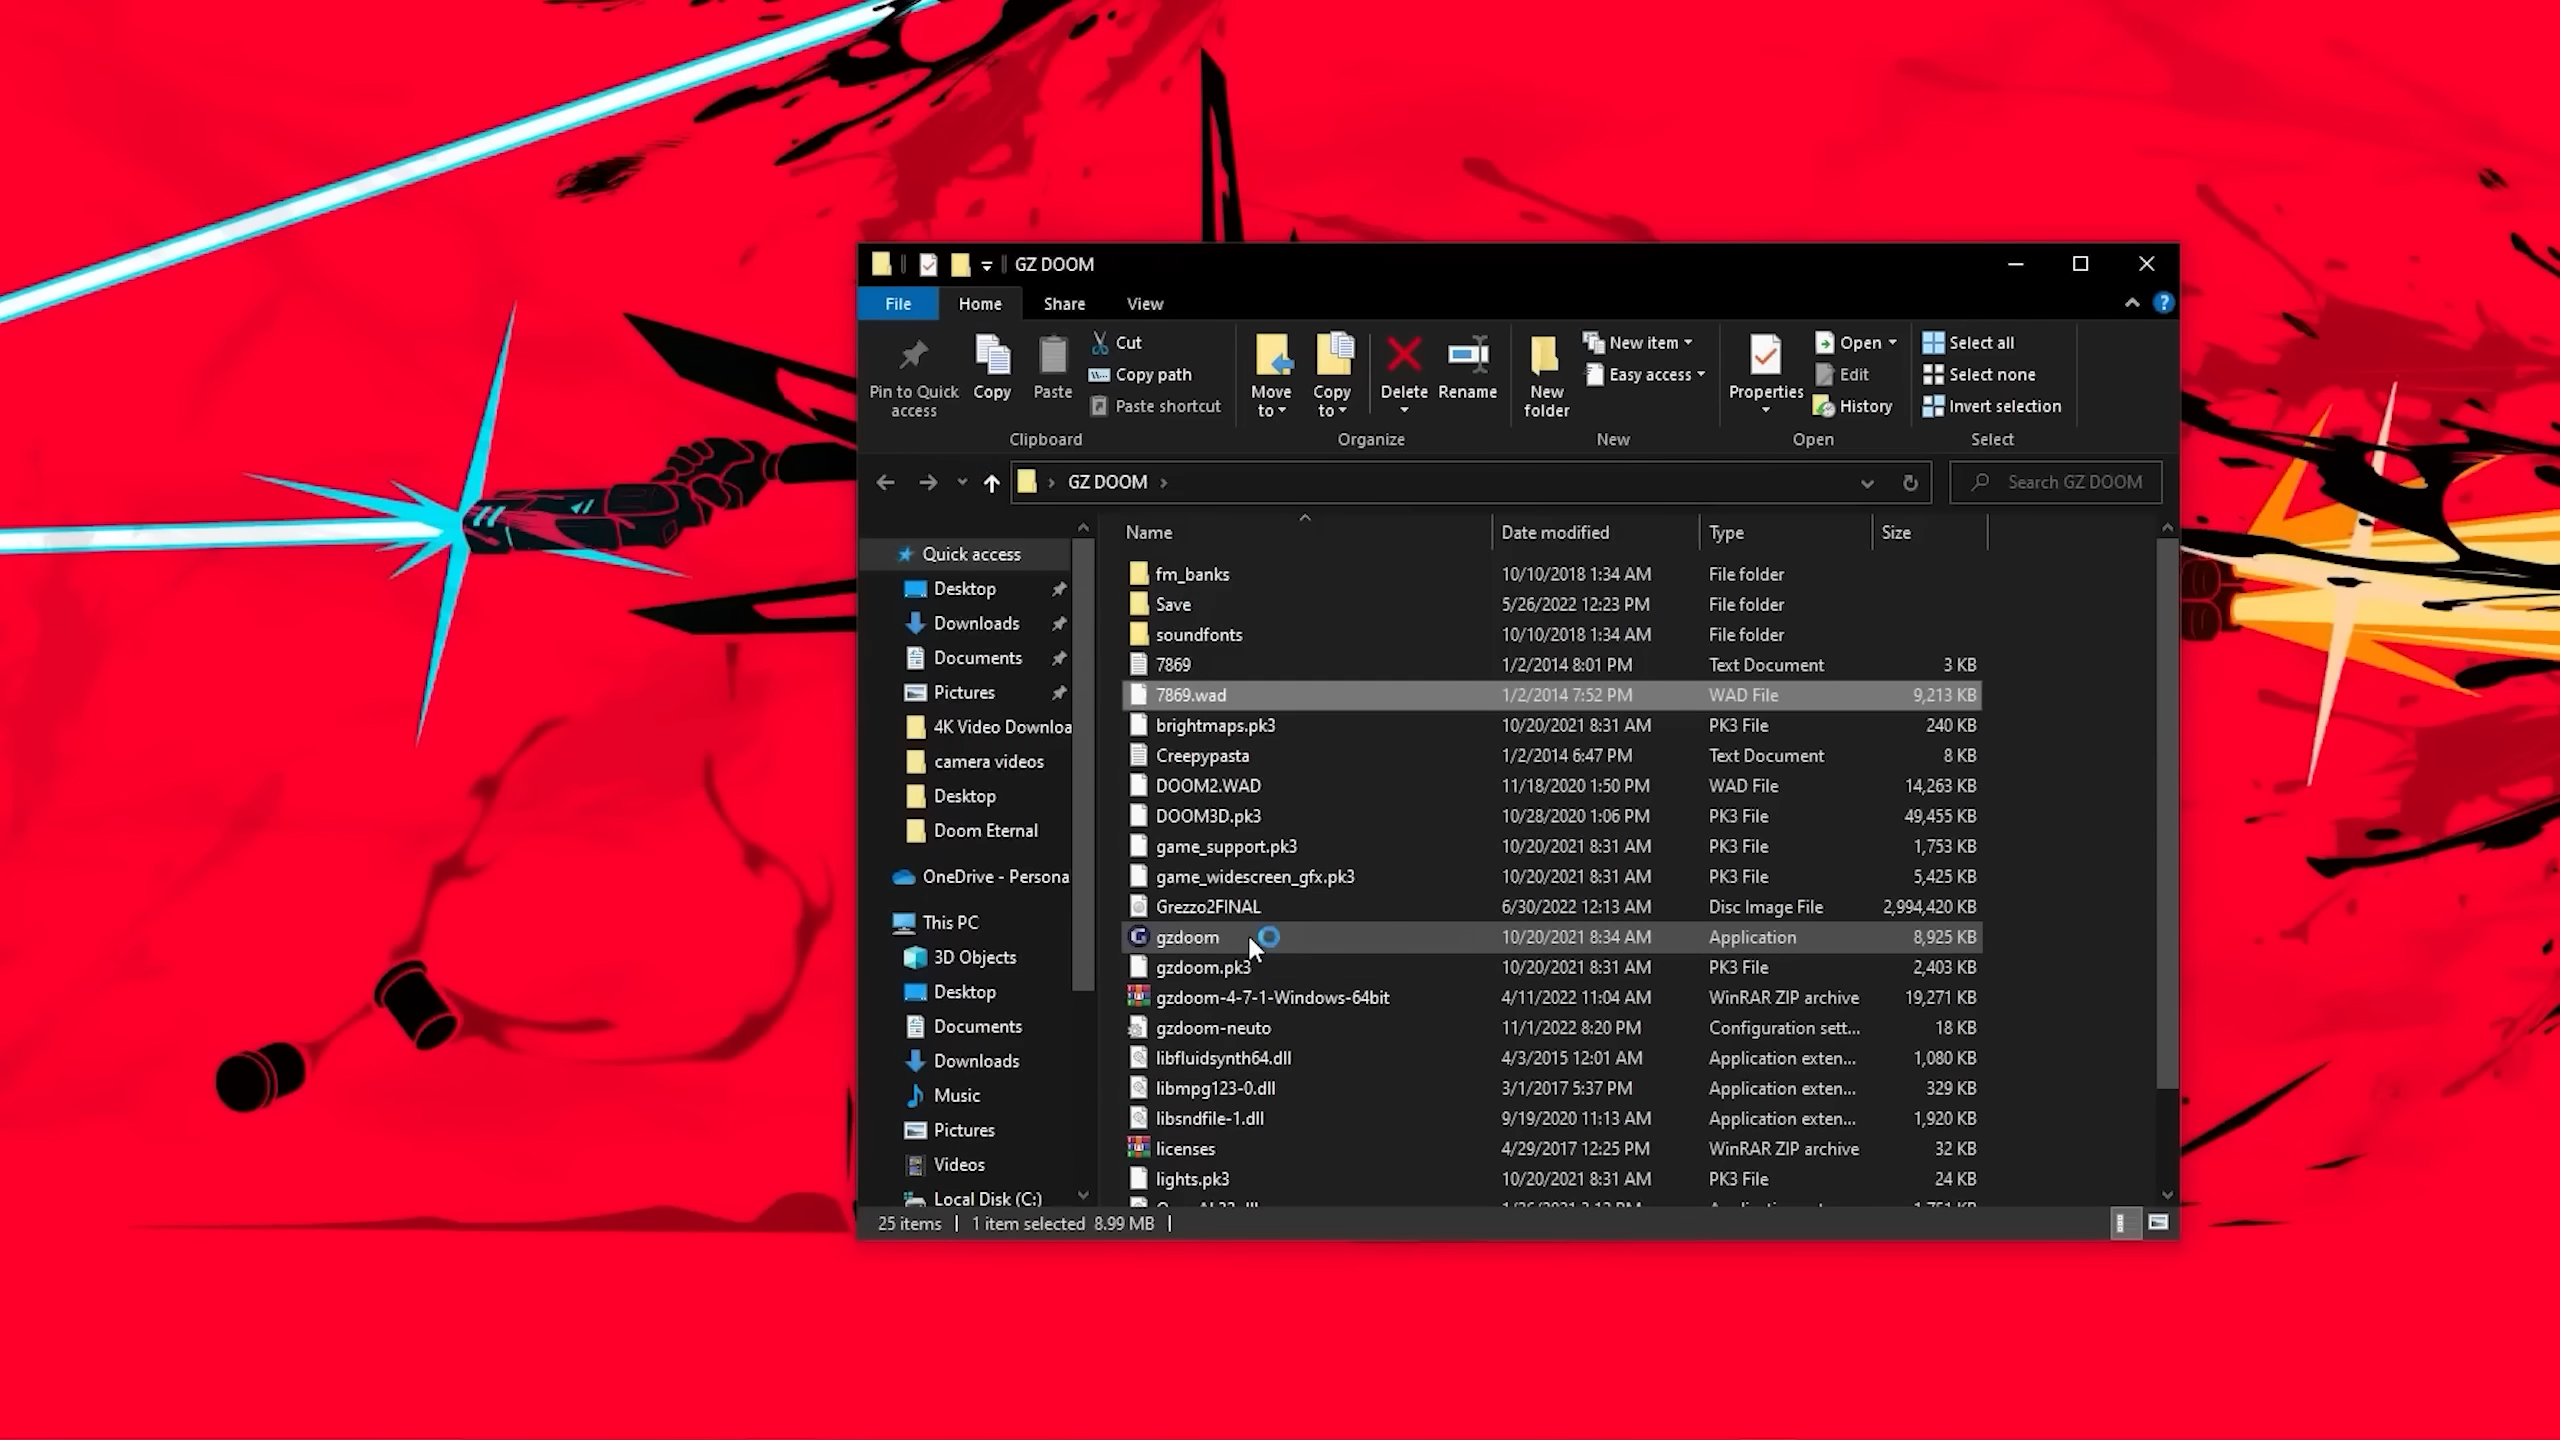 GZ DOOM
File Home Share View
Pin to Quick access
Copy
Paste
Cut
Copy path
Paste shortcut
Move to
Copy to
Delete
Rename
New folder
New item
Easy access
Properties
Open
Edit
History
Select all
Select none
Invert selection
Clipboard Organize New Open Select
GZ DOOM
Search GZ DOOM
Quick access
Desktop
Downloads
Documents
Pictures
4K Video Downloa
camera videos
Desktop
Doom Eternal
OneDrive - Persona
This PC
3D Objects
Desktop
Documents
Downloads
Music
Pictures
Videos
Local Disk (C:)
Name Date modified Type Size
fm_banks 10/10/2018 1:34 AM File folder
Save 5/26/2022 12:23 PM File folder
soundfonts 10/10/2018 1:34 AM File folder
7869 1/2/2014 8:01 PM Text Document 3 KB
7869.wad 1/2/2014 7:52 PM WAD File 9,213 KB
brightmaps.pk3 10/20/2021 8:31 AM PK3 File 240 KB
Creepypasta 1/2/2014 6:47 PM Text Document 8 KB
DOOM2.WAD 11/18/2020 1:50 PM WAD File 14,263 KB
DOOM3D.pk3 10/28/2020 1:06 PM PK3 File 49,455 KB
game_support.pk3 10/20/2021 8:31 AM PK3 File 1,753 KB
game_widescreen_gfx.pk3 10/20/2021 8:31 AM PK3 File 5,425 KB
Grezzo2FINAL 6/30/2022 12:13 AM Disc Image File 2,994,420 KB
gzdoom 10/20/2021 8:34 AM Application 8,925 KB
gzdoom.pk3 10/20/2021 8:31 AM PK3 File 2,403 KB
gzdoom-4-7-1-Windows-64bit 4/11/2022 11:04 AM WinRAR ZIP archive 19,271 KB
gzdoom-neuto 11/1/2022 8:20 PM Configuration sett... 18 KB
libfluidsynth64.dll 4/3/2015 12:01 AM Application exten... 1,080 KB
libmpg123-0.dll 3/1/2017 5:37 PM Application exten... 329 KB
libsndfile-1.dll 9/19/2020 11:13 AM Application exten... 1,920 KB
licenses 4/29/2017 12:25 PM WinRAR ZIP archive 32 KB
lights.pk3 10/20/2021 8:31 AM PK3 File 24 KB
25 items 1 item selected 8.99 MB